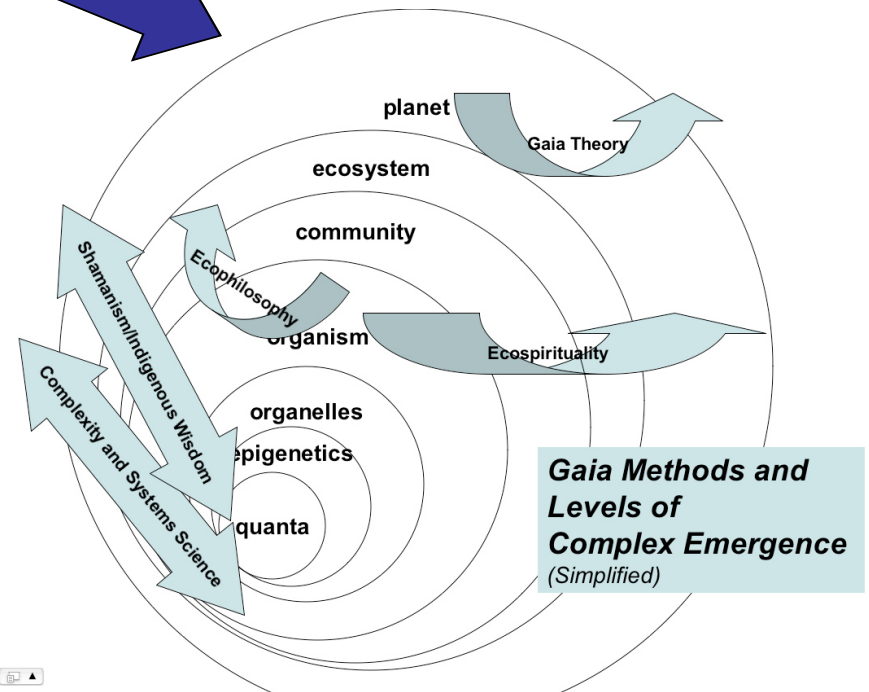 planet
Gaia Theory
ecosystem
community
Ecophilosophy
organism
Ecospirituality
Shamanism/Indigenous Wisdom
Complexity and Systems Science
organelles
epigenetics
quanta
Gaia Methods and
Levels of
Complex Emergence
(Simplified)